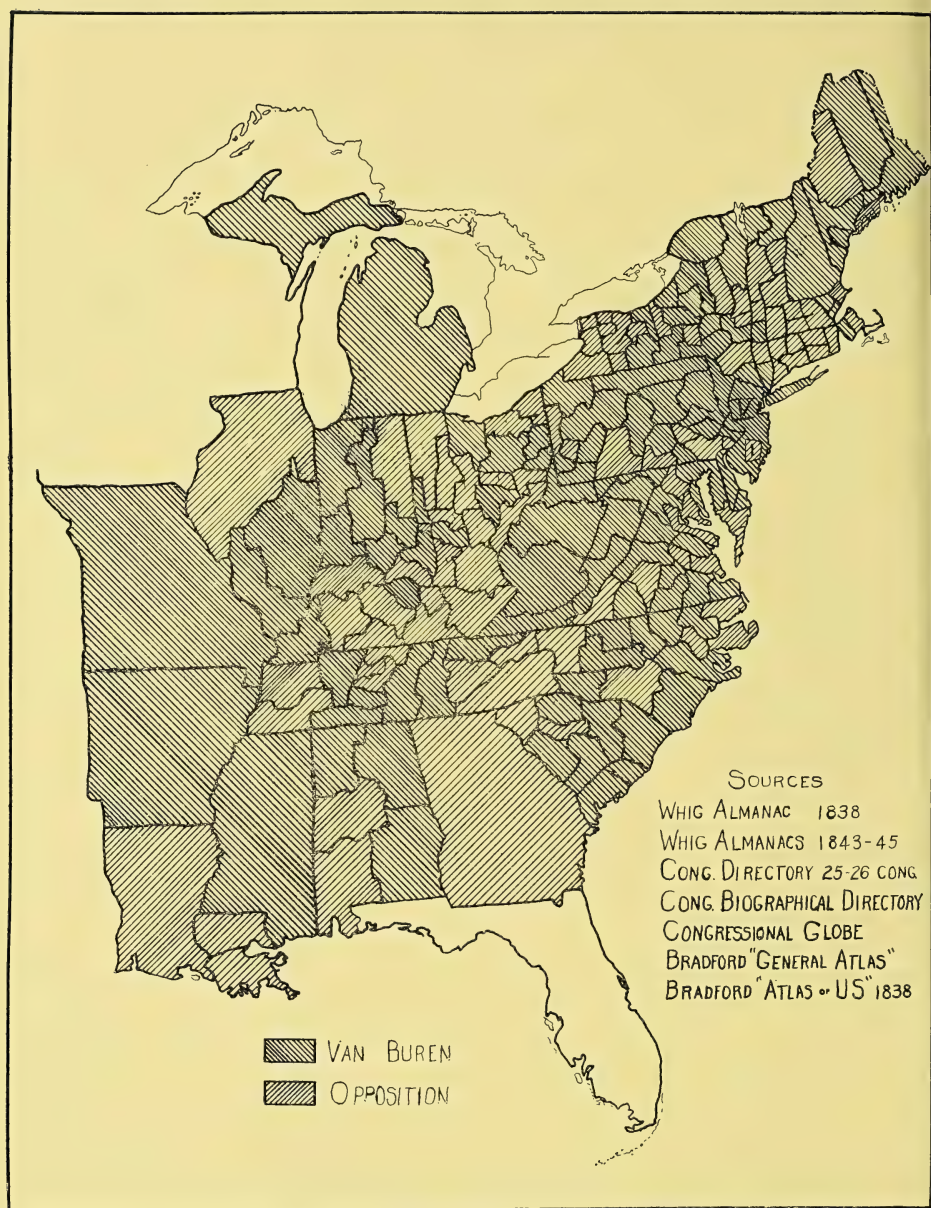 SOURCES
WHIG ALMANAC 1838
WHIG ALMANACS 1843-45
CONG. DIRECTORY 25-26 CONG.
CONG. BIOGRAPHICAL DIRECTORY
CONGRESSIONAL GLOBE
BRADFORD "GENERAL ATLAS"
BRADFORD "ATLAS OF US" 1838
VAN BUREN
OPPOSITION